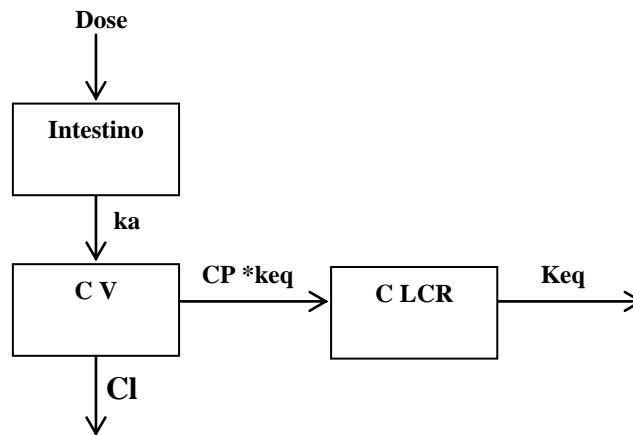 Dose
Intestino
ka
C V
CP *keq
C LCR
Keq
Cl